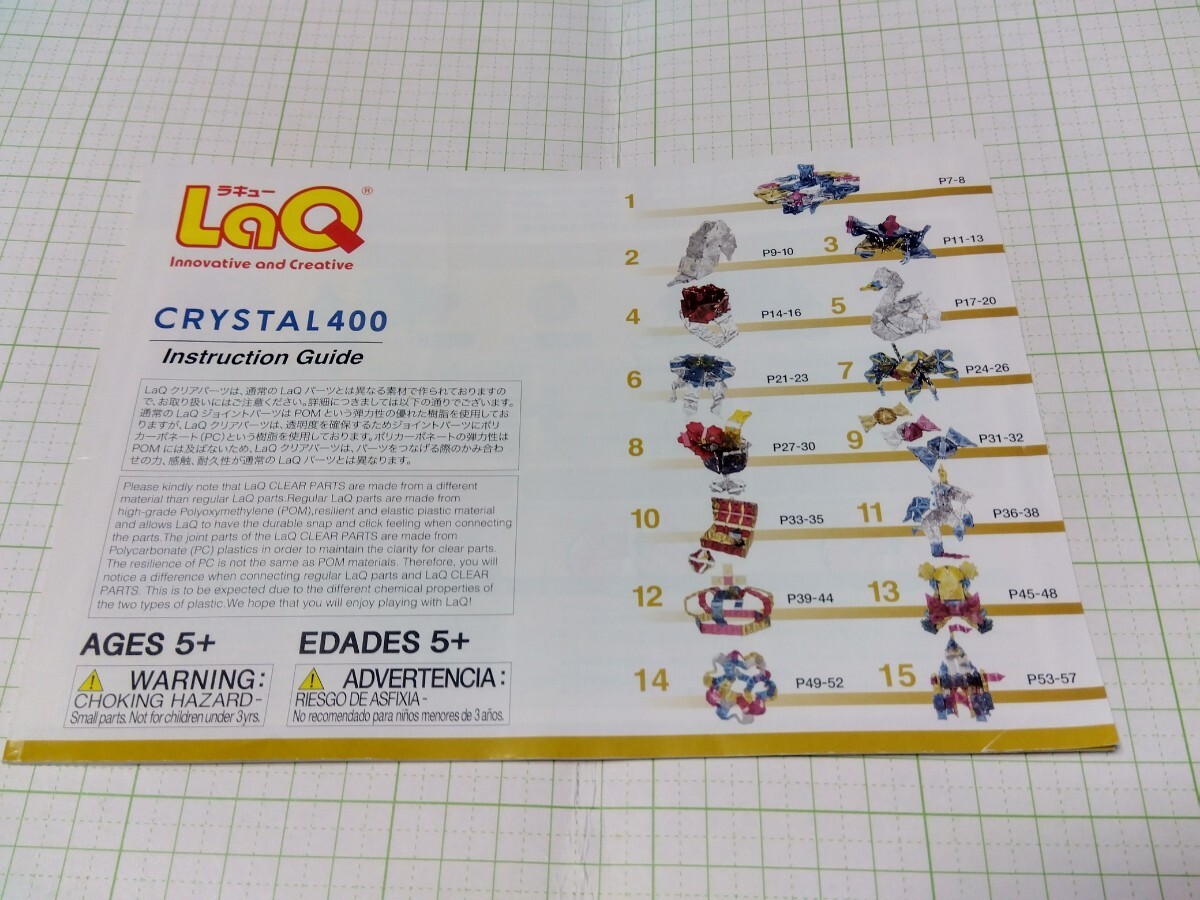 ラキュー
LaQ®
Innovative and Creative
CRYSTAL400
Instruction Guide
LaQ クリアパーツは、通常の LaQ パーツとは異なる素材で作られておりますの
で、お取り扱いにはご注意ください。詳細につきましては以下の通りでございます。
通常の LaQ ジョイントパーツは POM という弾力性の優れた樹脂を使用してお
りますが、LaQ クリアパーツは、透明度を確保するためジョイントパーツにポリ
カーボネート(PC)という樹脂を使用しております。ポリカーボネートの弾力性は
POM には及ばないため、LaQ クリアパーツは、パーツをつなげる際のかみ合わ
せの力、感触、耐久性が通常の LaQ パーツとは異なります。
Please kindly note that LaQ CLEAR PARTS are made from a different
material than regular LaQ parts.Regular LaQ parts are made from
high-grade Polyoxymethylene (POM),resilient and elastic plastic material
and allows LaQ to have the durable snap and click feeling when connecting
the parts.The joint parts of the LaQ CLEAR PARTS are made from
Polycarbonate (PC) plastics in order to maintain the clarity for clear parts.
The resilience of PC is not the same as POM materials. Therefore, you will
notice a difference when connecting regular LaQ parts and LaQ CLEAR
PARTS. This is to be expected due to the different chemical properties of
the two types of plastic.We hope that you will enjoy playing with LaQ!
AGES 5+
WARNING:
CHOKING HAZARD-
Small parts. Not for children under 3yrs.
EDADES 5+
ADVERTENCIA:
RIESGO DE ASFIXIA-
No recomendado para niños menores de 3 años.
1 P7-8
2 P9-10
3 P11-13
4 P14-16
5 P17-20
6 P21-23
7 P24-26
8 P27-30
9 P31-32
10 P33-35
11 P36-38
12 P39-44
13 P45-48
14 P49-52
15 P53-57